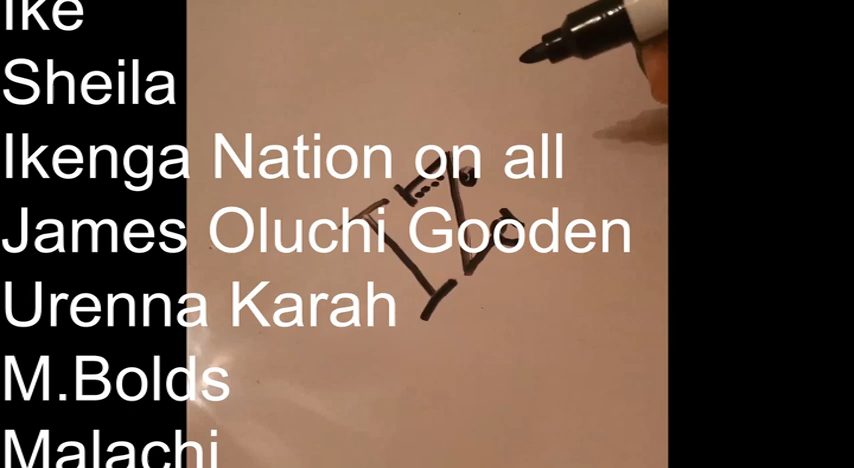 Ike
Sheila
Ikenga Nation on all
James Oluchi Gooden
Urenna Karah
M.Bolds
Malachi